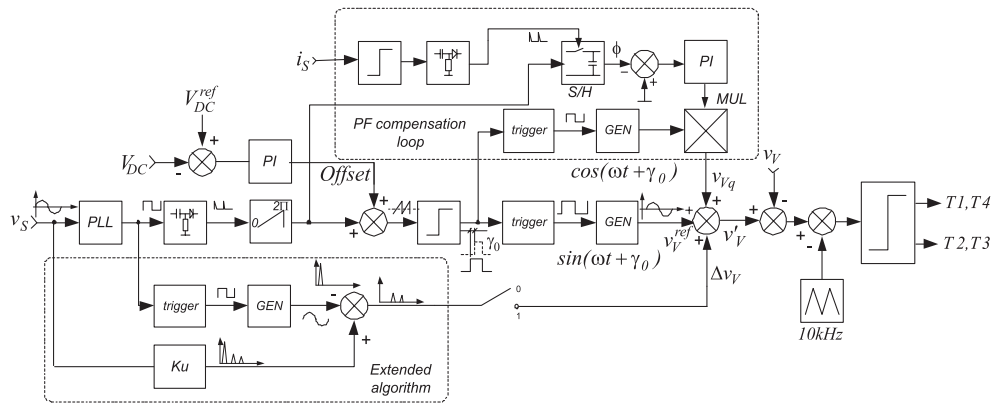 i_S
ϕ
-
+
PI
S/H
MUL
PF compensation
loop
trigger
GEN
V_DC^ref
+
V_DC
-
PI
Offset
cos(ωt+γ_0)
v_Vq
v_V
v_S
PLL
0
2Π
+
+
γ_0
trigger
GEN
sin(ωt+γ_0)
v_V^ref
+
+
+
v'_V
+
-
+
-
T1,T4
T2,T3
Δv_V
0
1
10kHz
trigger
GEN
-
+
Ku
Extended
algorithm